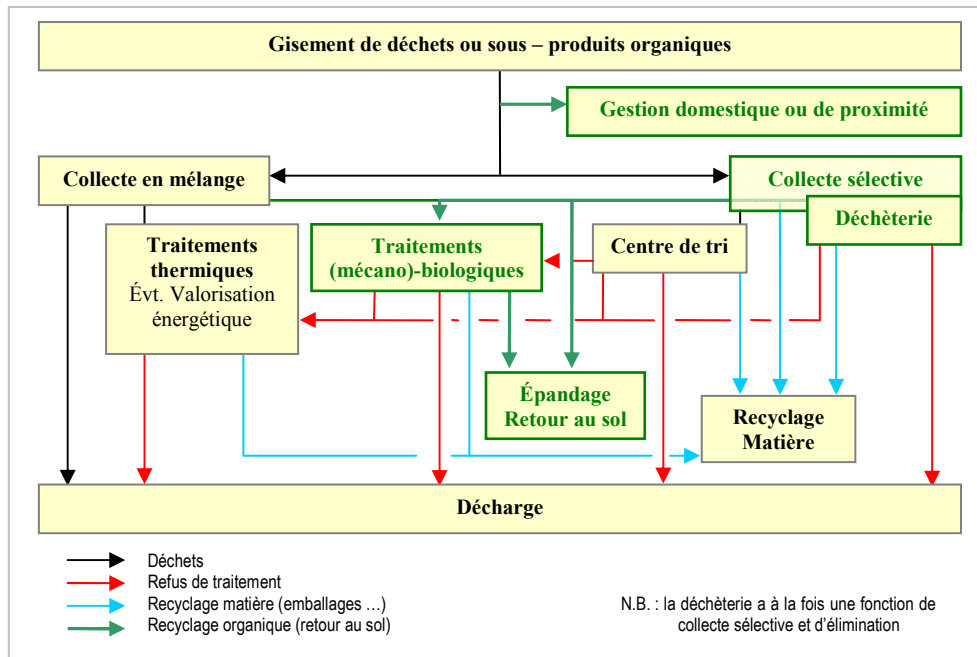 Gisement de déchets ou sous – produits organiques
Gestion domestique ou de proximité
Collecte en mélange
Collecte sélective
Déchèterie
Traitements
thermiques
Évt. Valorisation
énergétique
Traitements
(mécano)-biologiques
Centre de tri
Épandage
Retour au sol
Recyclage
Matière
Décharge
Déchets
Refus de traitement
Recyclage matière (emballages …)
Recyclage organique (retour au sol)
N.B. : la déchèterie a à la fois une fonction de
collecte sélective et d'élimination